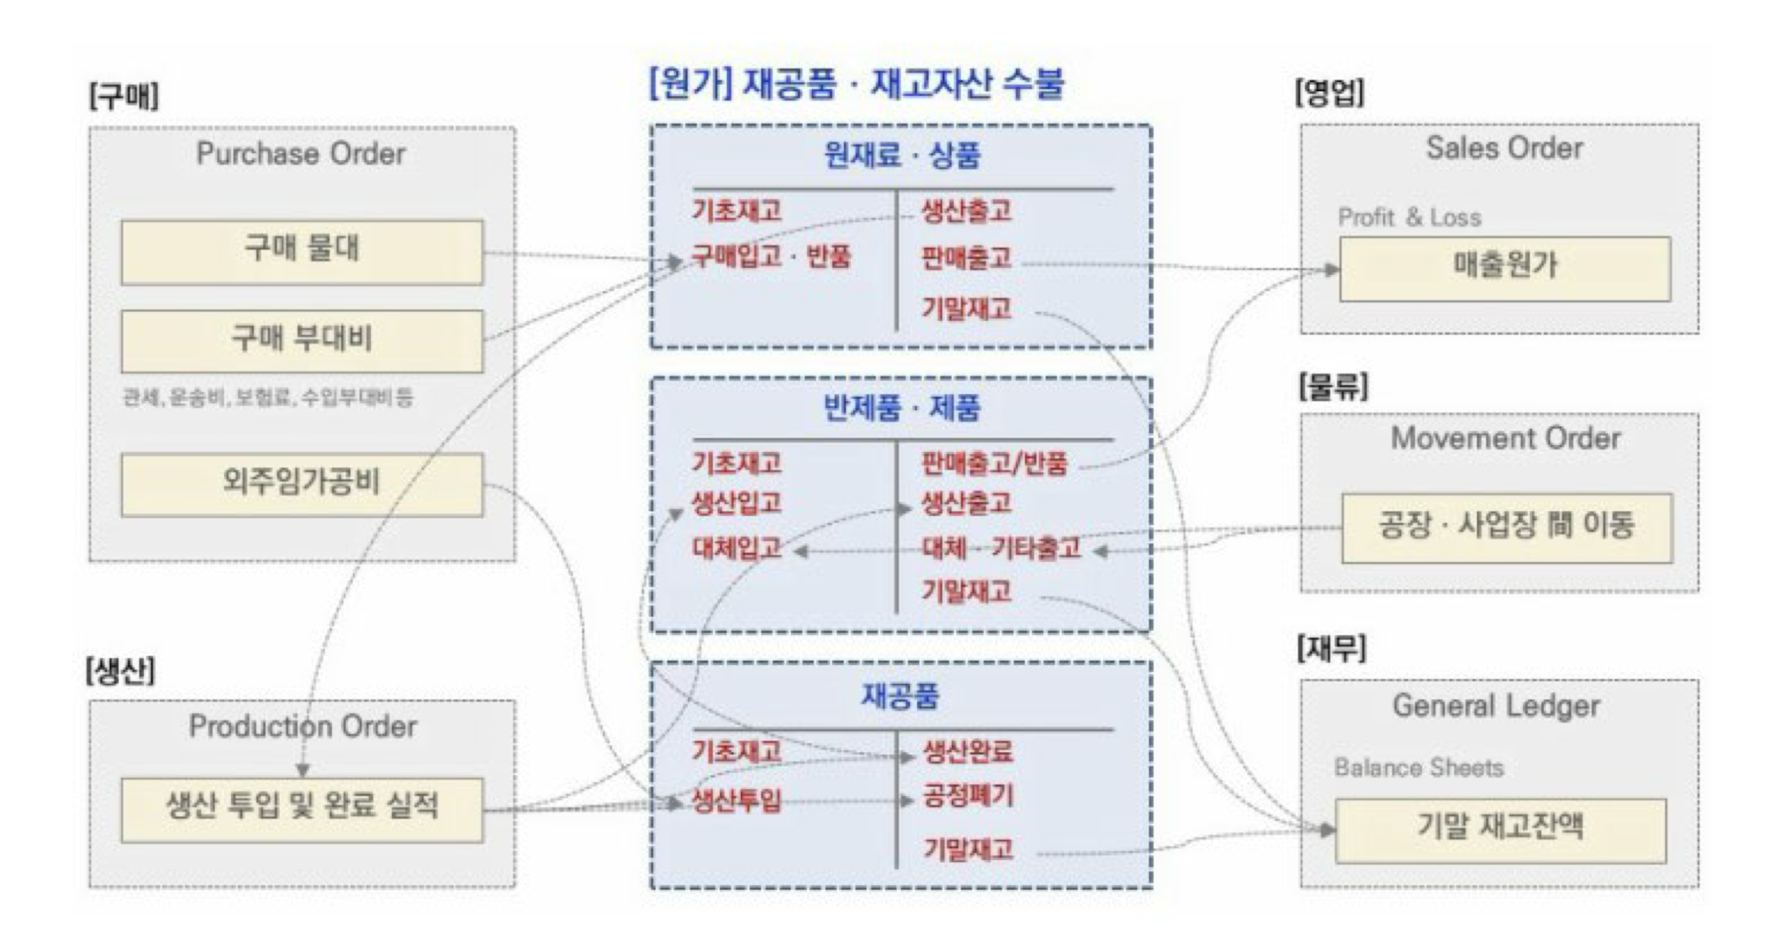 [구매]
Purchase Order
구매 물대
구매 부대비
관세, 운송비, 보험료, 수입부대비 등
외주임가공비
[생산]
Production Order
생산 투입 및 완료 실적
[원가] 재공품 · 재고자산 수불
원재료 · 상품
기초재고
구매입고 · 반품
생산출고
판매출고
기말재고
반제품 · 제품
기초재고
생산입고
대체입고
판매출고/반품
생산출고
대체 · 기타출고
기말재고
재공품
기초재고
생산투입
생산완료
공정폐기
기말재고
[영업]
Sales Order
Profit & Loss
매출원가
[물류]
Movement Order
공장 · 사업장 間 이동
[재무]
General Ledger
Balance Sheets
기말 재고잔액